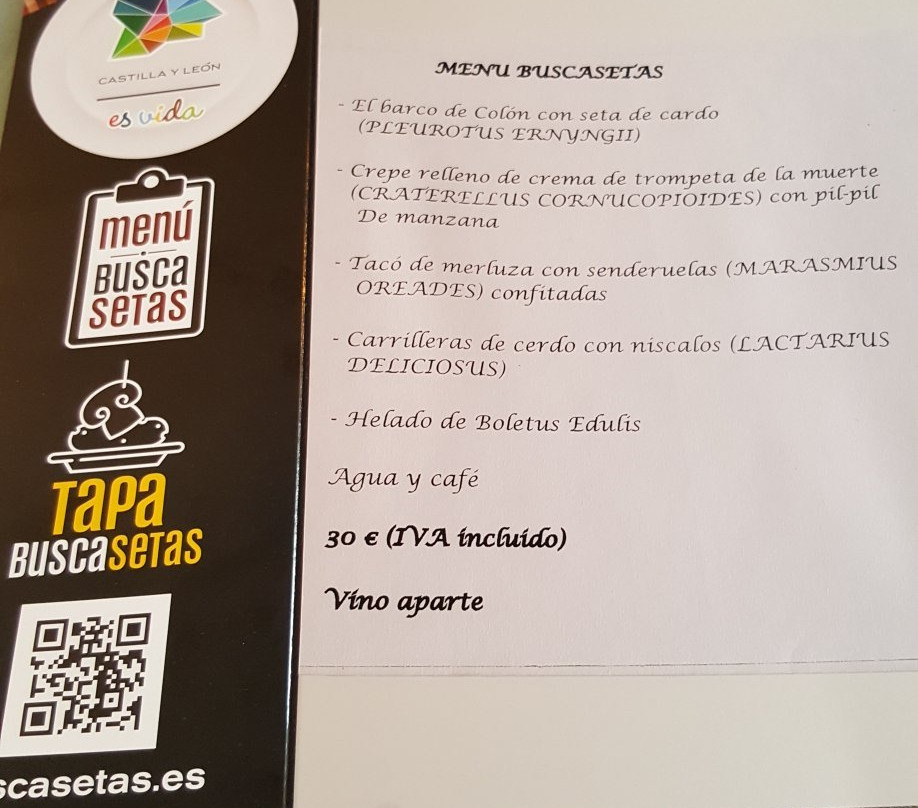 CASTILLA Y LEÓN
es vida
menú
BUSCA
SETAS
TAPA
BUSCASETAS
scasetas.es
MENU BUSCASETAS
- El barco de Colón con seta de cardo
(PLEUROTUS ERNYNGII)
- Crepe relleno de crema de trompeta de la muerte
(CRATERELLUS CORNUCOPIOIDES) con pil-pil
De manzana
- Tacó de merluza con senderuelas (MARASMIUS
OREADES) confitadas
- Carrilleras de cerdo con niscalos (LACTARIUS
DELICIOSUS)
- Helado de Boletus Edulis
Agua y café
30 € (IVA incluido)
Vino aparte